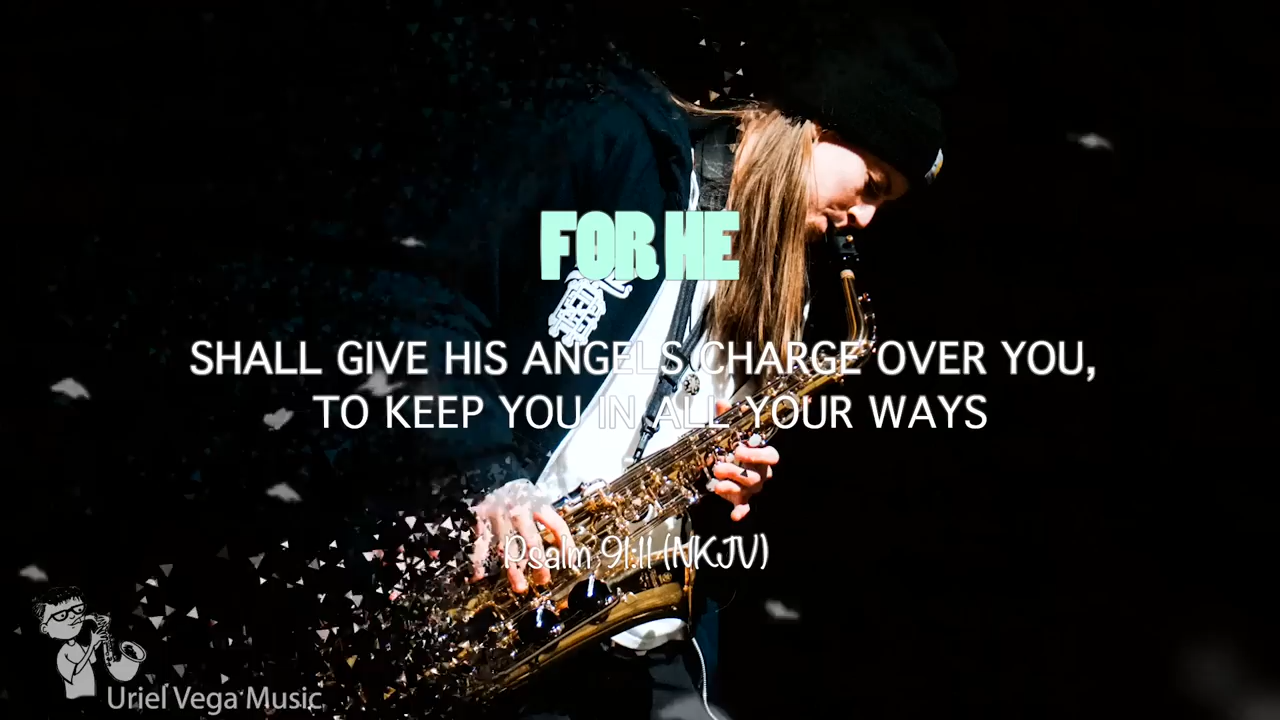 FOR HE
SHALL GIVE HIS ANGELS CHARGE OVER YOU,
TO KEEP YOU IN ALL YOUR WAYS
Psalm 91:11 (NKJV)
Uriel Vega Music